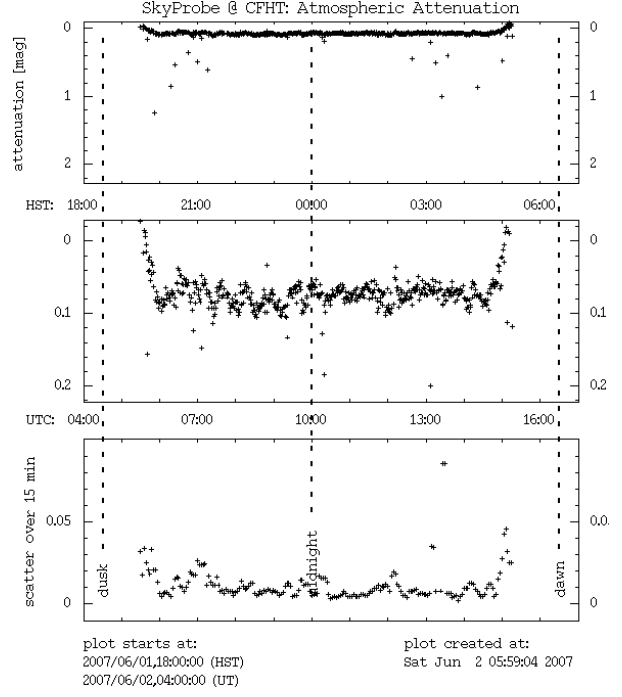 SkyProbe @ CFHT: Atmospheric Attenuation
attenuation [mag]
0 0
1 1
2 2
HST: 18:00 21:00 00:00 03:00 06:00
0 0
0.1 0.1
0.2 0.2
UTC: 04:00 07:00 10:00 13:00 16:00
scatter over 15 min
0.05 0.0
0 0
dusk midnight dawn
plot starts at: plot created at:
2007/06/01,18:00:00 (HST) Sat Jun 2 05:59:04 2007
2007/06/02,04:00:00 (UT)